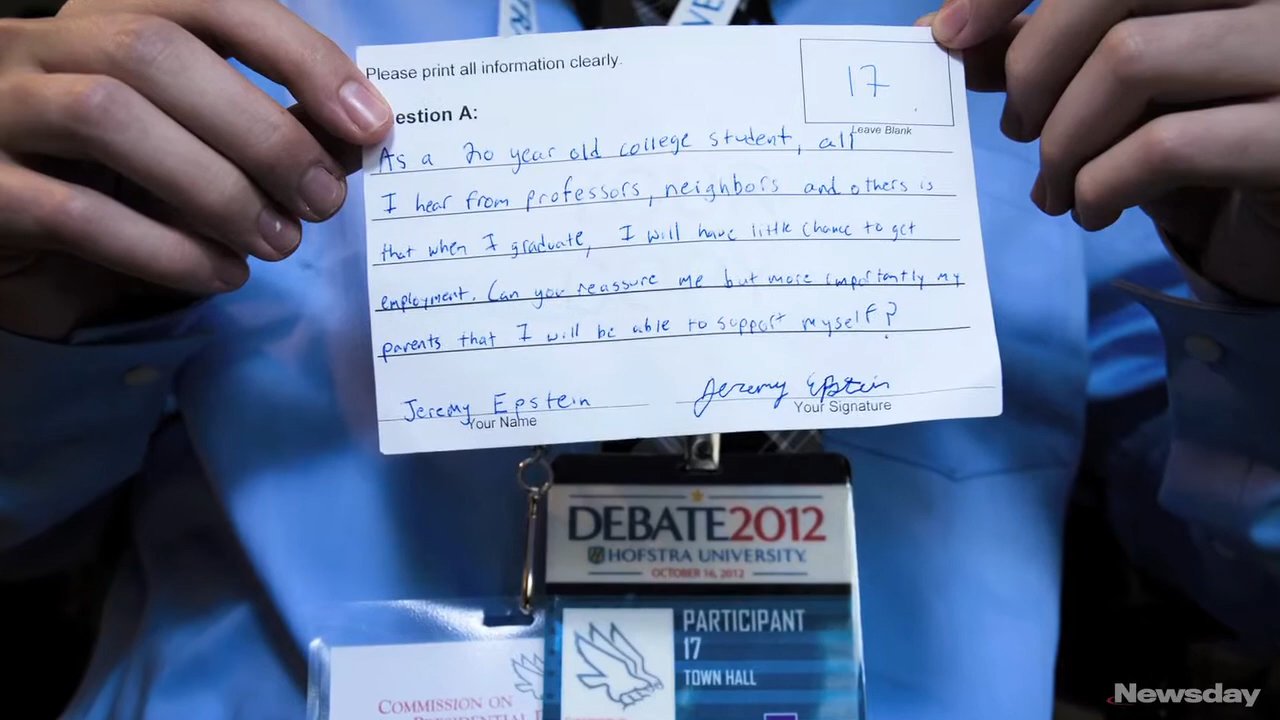 Please print all information clearly.
17
Leave Blank
estion A:
As a 20 year old college student, all
I hear from professors, neighbors and others is
that when I graduate, I will have little chance to get
employment. Can you reassure me but more importantly my
parents that I will be able to support myself?
Jeremy Epstein
Jeremy Epstein
Your Name
Your Signature
DEBATE2012
HOFSTRA UNIVERSITY
OCTOBER 16, 2012
PARTICIPANT
17
TOWN HALL
COMMISSION ON
Newsday